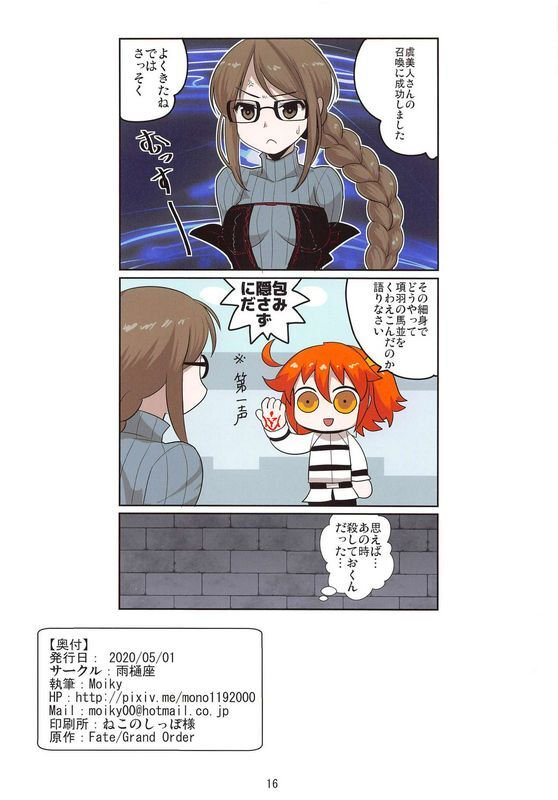 虞美人さんの
召喚に成功しました
よくきたね
では
さっそく
むっすー
その細身で
どうやって
項羽の馬並を
くわえこんだのか
語りなさい
包み
隠さず
にだ
※第一声
思えば…
あの時
殺しておくん
だった…
【奥付】
発行日： 2020/05/01
サークル：雨樋座
執筆：Moiky
HP：http://pixiv.me/mono1192000
Mail：moiky00@hotmail.co.jp
印刷所：ねこのしっぽ様
原作：Fate/Grand Order
16